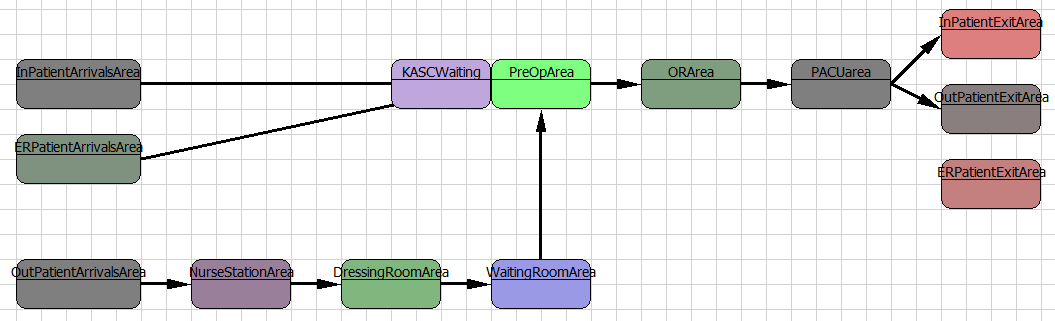 InPatientExitArea
InPatientArrivalsArea
KASCWaiting
PreOpArea
ORArea
PACUarea
OutPatientExitArea
ERPatientArrivalsArea
ERPatientExitArea
OutPatientArrivalsArea
NurseStationArea
DressingRoomArea
WaitingRoomArea